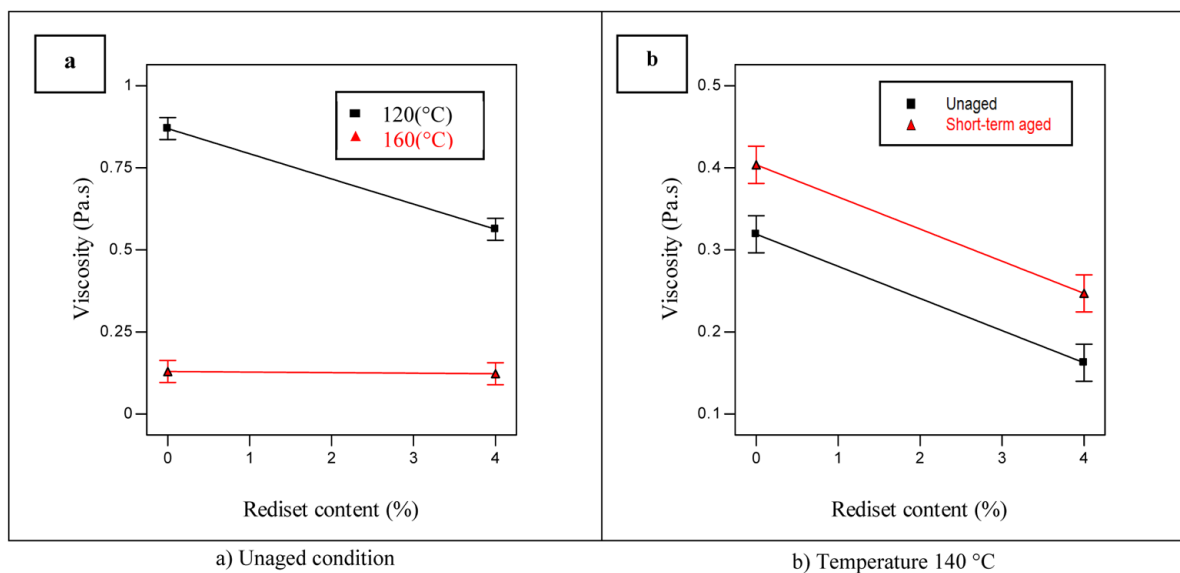 a
1
0.75
0.5
0.25
0
Viscosity (Pa.s)
120(°C)
160(°C)
0 1 2 3 4
Rediset content (%)
a) Unaged condition
b
0.5
0.4
0.3
0.2
0.1
Viscosity (Pa.s)
Unaged
Short-term aged
0 1 2 3 4
Rediset content (%)
b) Temperature 140 °C